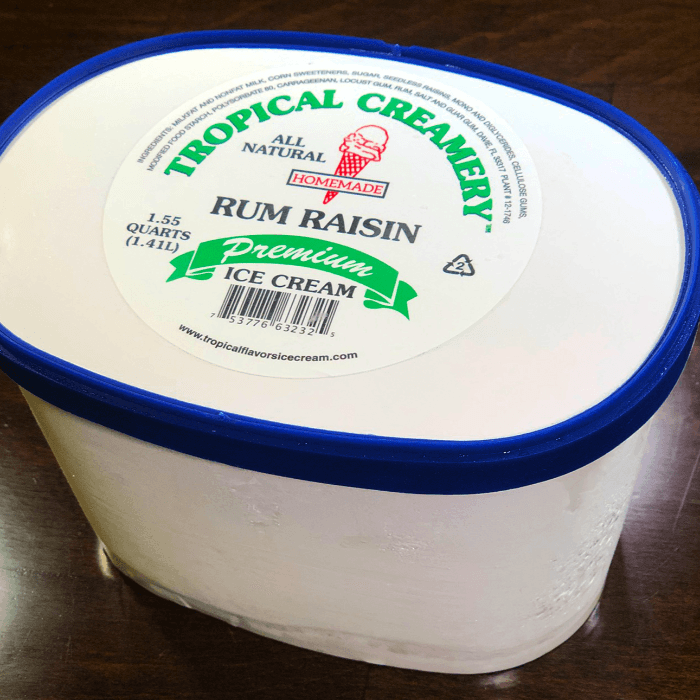 INGREDIENTS: MILKFAT AND NONFAT MILK, CORN SWEETENERS, SUGAR, SEEDLESS RAISINS, MONO AND DIGLYCERIDES, CELLULOSE GUMS,
MODIFIED FOOD STARCH, POLYSORBATE 80, CARRAGEENAN, LOCUST GUM, RUM, SALT AND GUAR GUM, DAVIE, FL 33317 PLANT # 12-1746
TROPICAL CREAMERY™
ALL
NATURAL
HOMEMADE
RUM RAISIN
1.55
QUARTS
(1.41L)
Premium
ICE CREAM
2
7 53776 63232 5
www.tropicalflavorsicecream.com